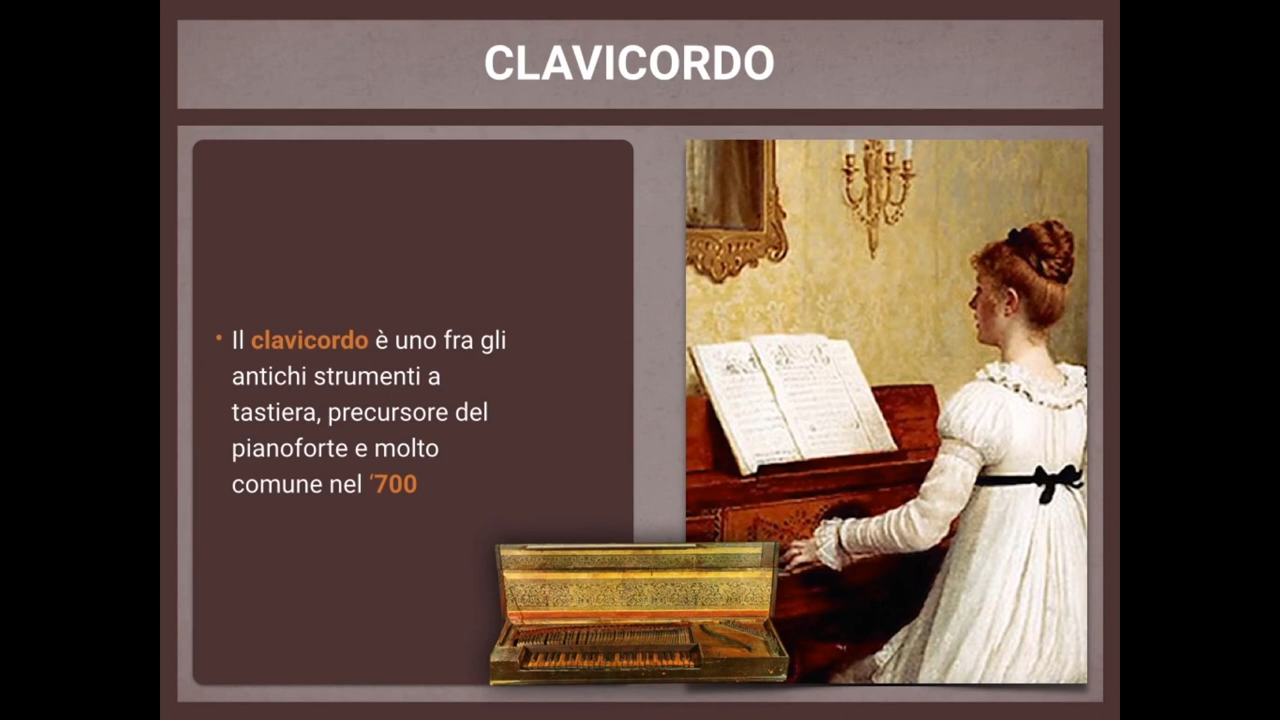 CLAVICORDO
• Il clavicordo è uno fra gli
antichi strumenti a
tastiera, precursore del
pianoforte e molto
comune nel ‘700